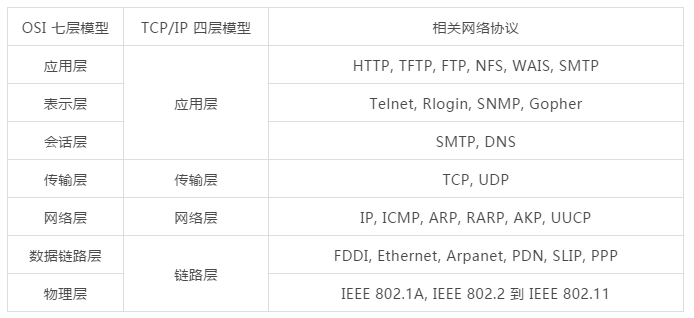 OSI 七层模型 TCP/IP 四层模型 相关网络协议
应用层 HTTP, TFTP, FTP, NFS, WAIS, SMTP
表示层 应用层 Telnet, Rlogin, SNMP, Gopher
会话层 SMTP, DNS
传输层 传输层 TCP, UDP
网络层 网络层 IP, ICMP, ARP, RARP, AKP, UUCP
数据链路层 FDDI, Ethernet, Arpanet, PDN, SLIP, PPP
链路层
物理层 IEEE 802.1A, IEEE 802.2 到 IEEE 802.11